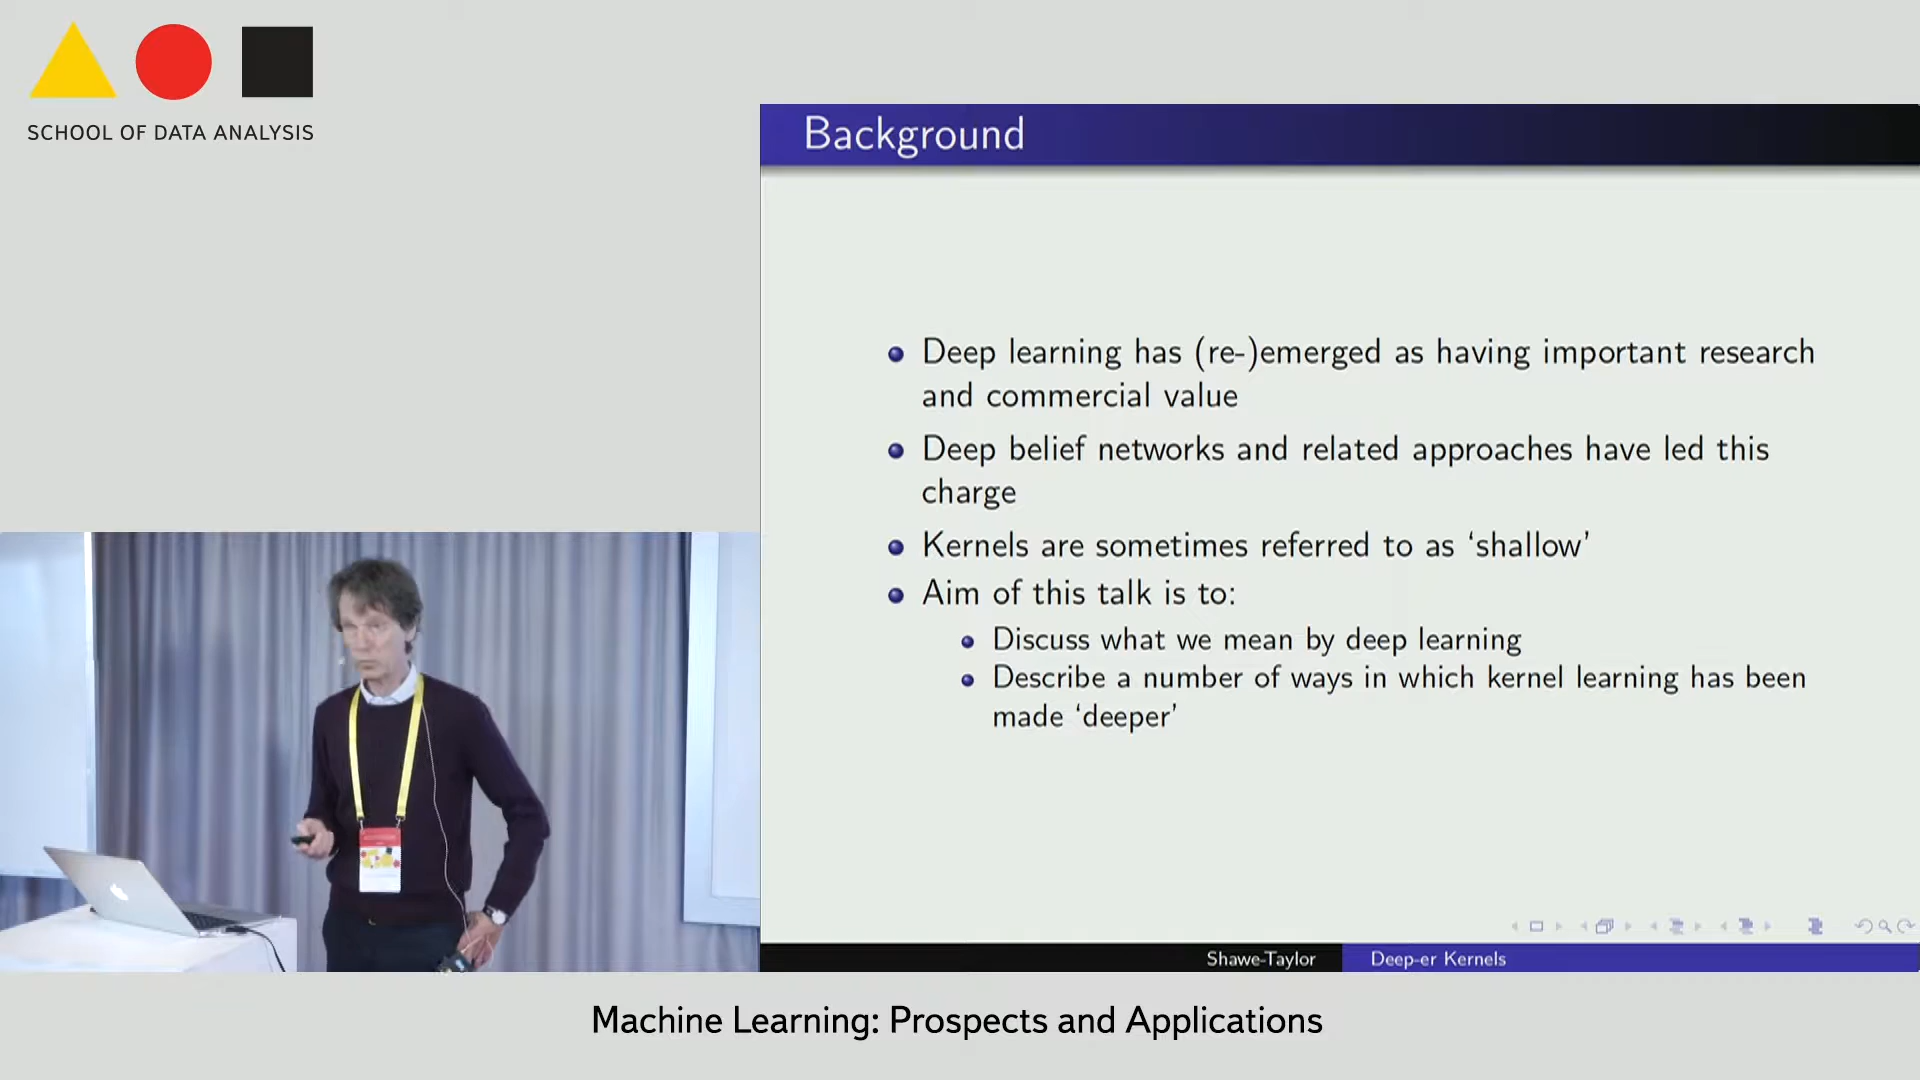 SCHOOL OF DATA ANALYSIS
Background
Deep learning has (re-)emerged as having important research
and commercial value
Deep belief networks and related approaches have led this
charge
Kernels are sometimes referred to as ‘shallow’
Aim of this talk is to:
Discuss what we mean by deep learning
Describe a number of ways in which kernel learning has been
made ‘deeper’
Shawe-Taylor
Deep-er Kernels
Machine Learning: Prospects and Applications